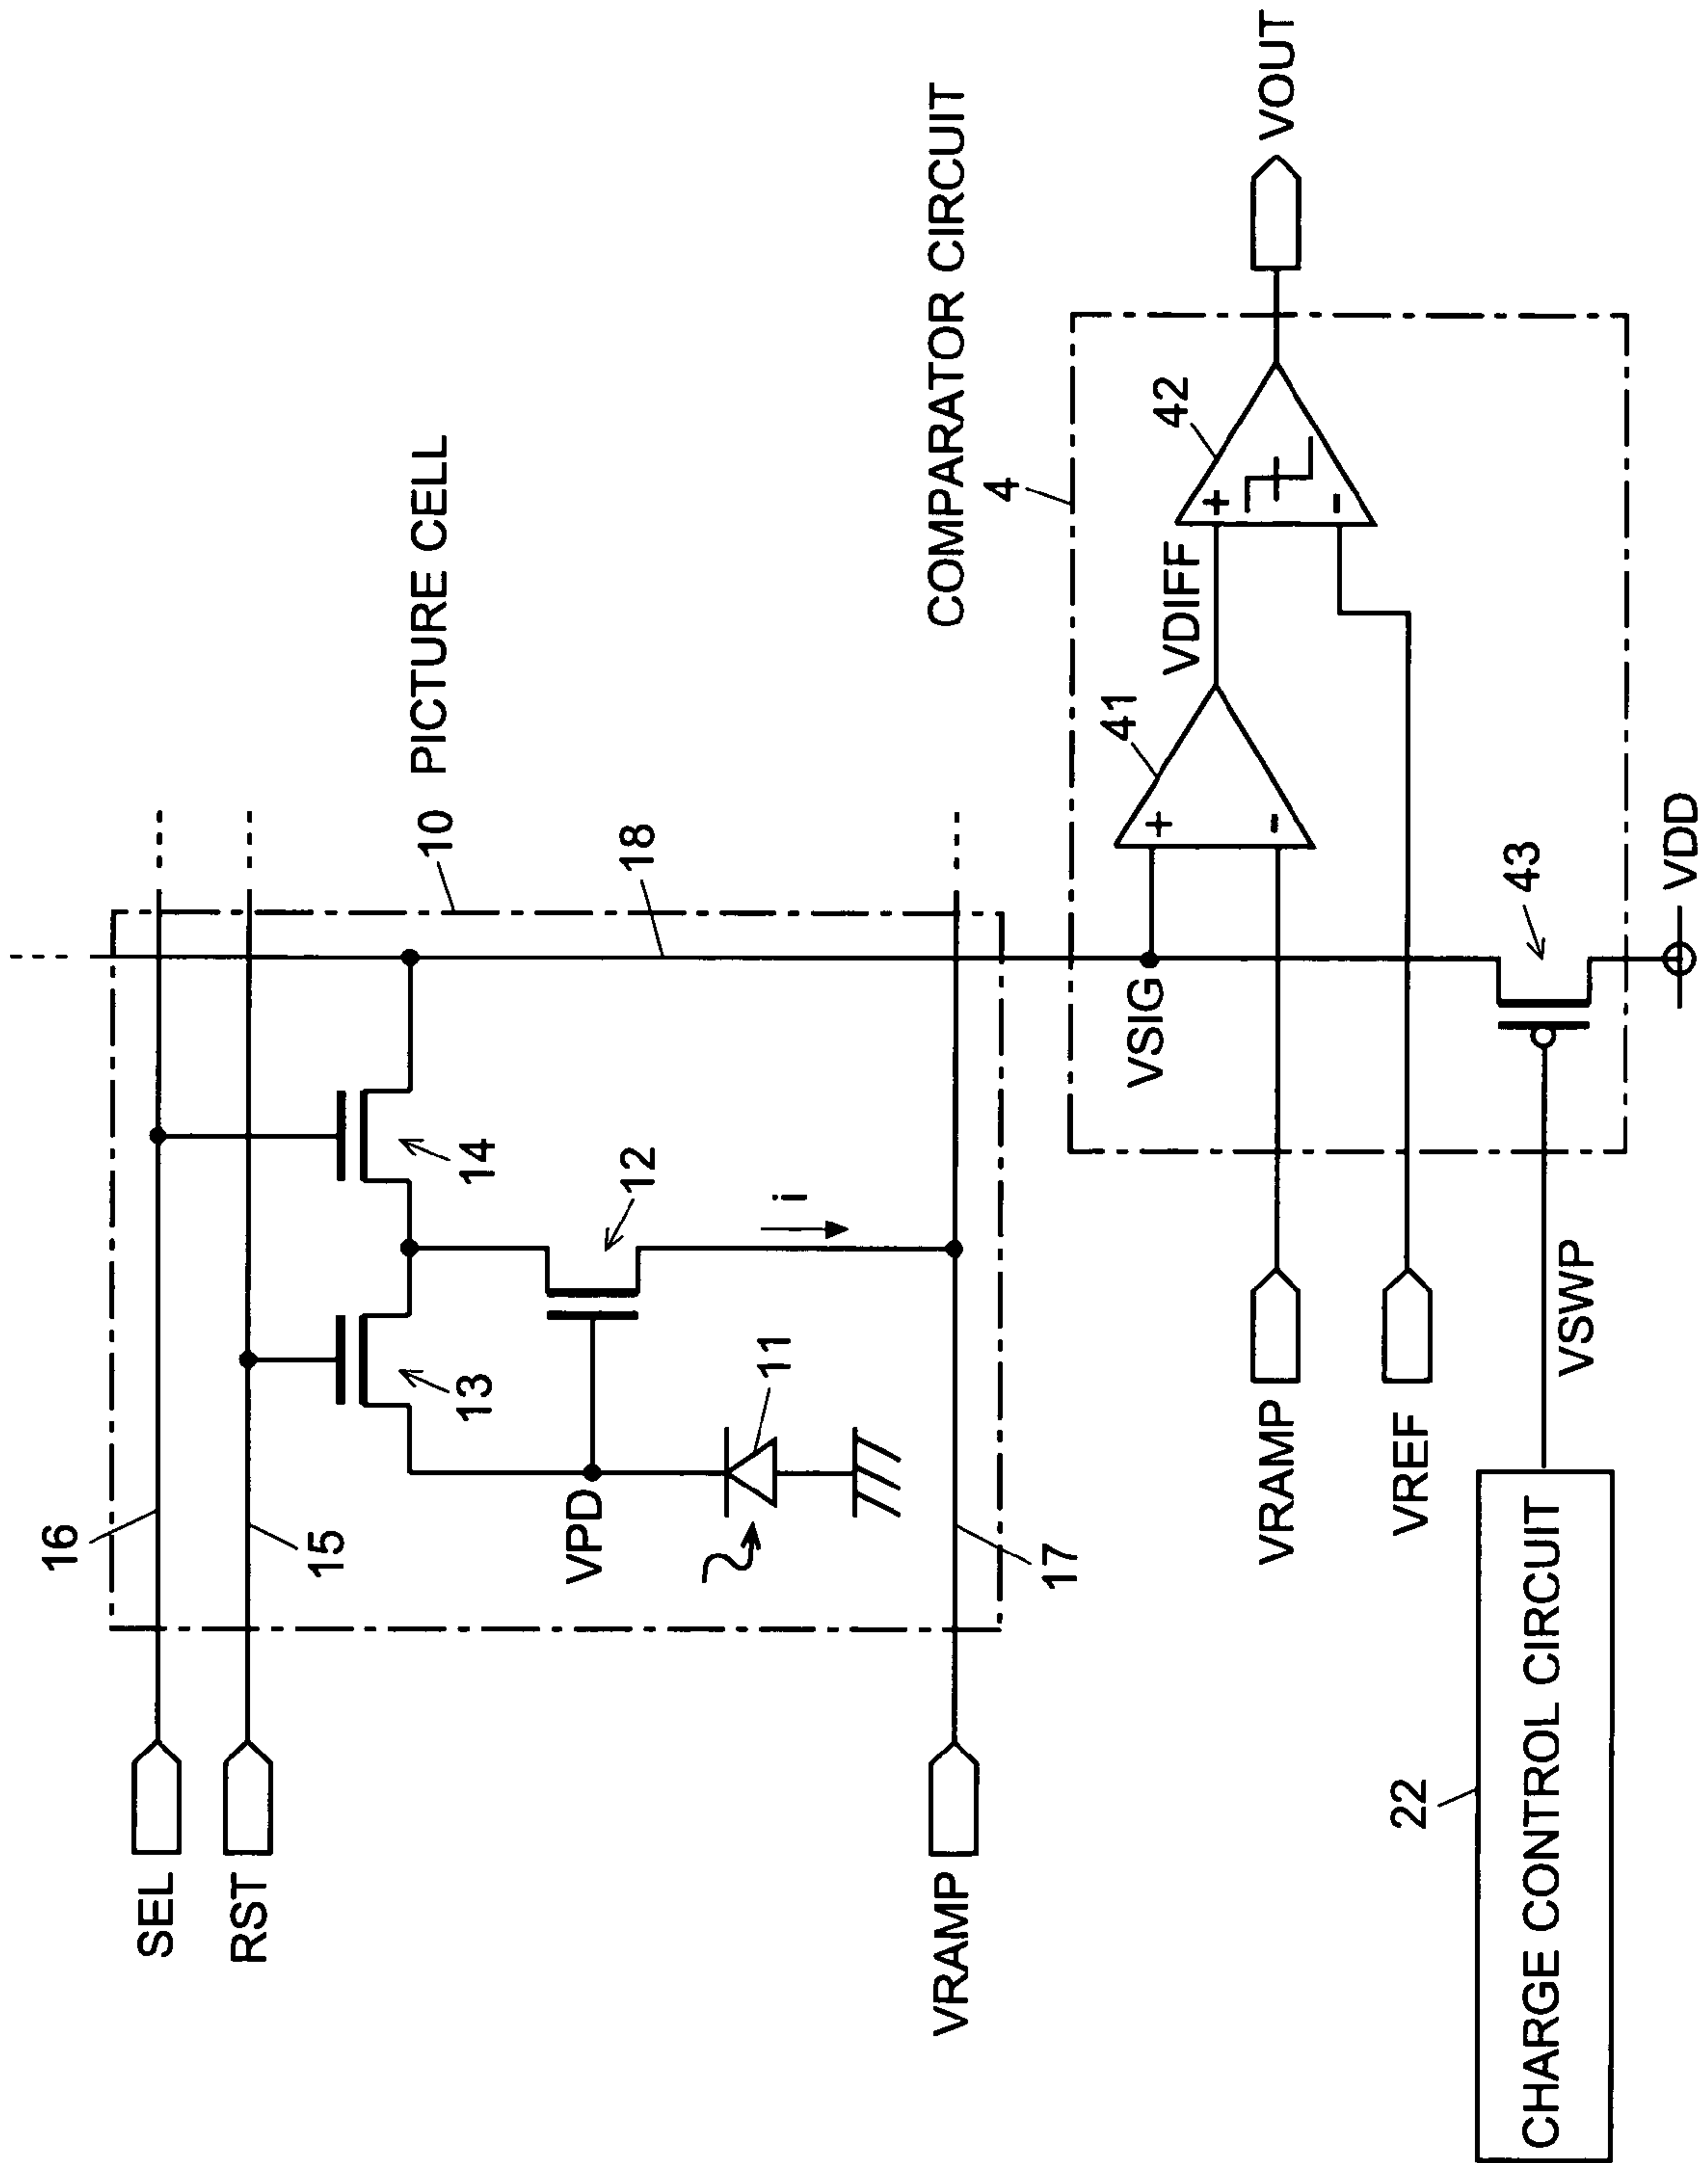 16
SEL
15
RST
10 PICTURE CELL
14
13
12
i
18
VPD
11
17
VRAMP
COMPARATOR CIRCUIT
4
VSIG
41
+
-
VDIFF
42
+
-
VOUT
VRAMP
VREF
43
VSWP
VDD
22
CHARGE CONTROL CIRCUIT